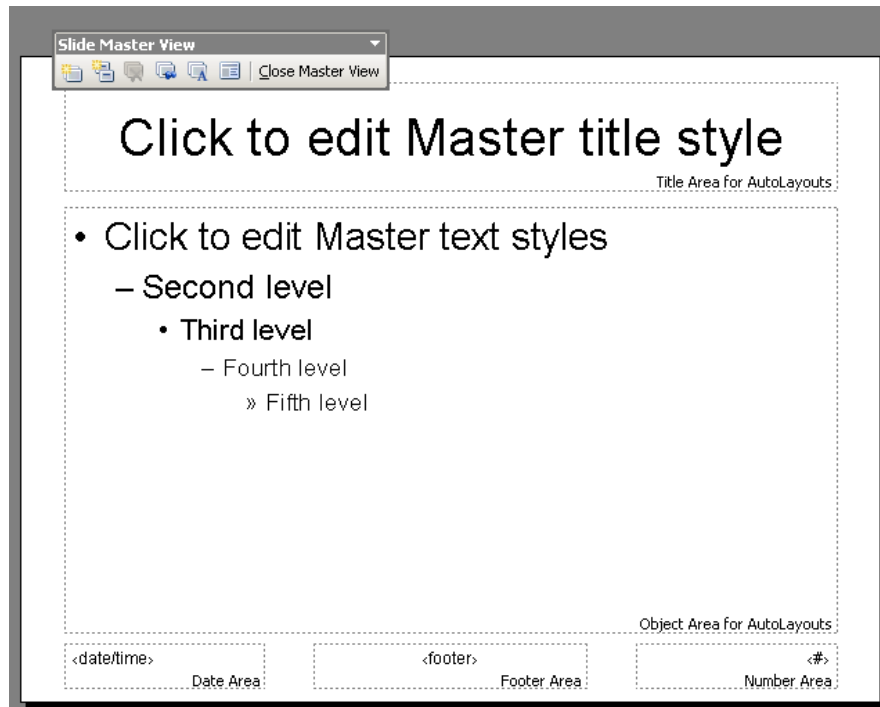 Slide Master View
Close Master View
Click to edit Master title style
Title Area for AutoLayouts
• Click to edit Master text styles
– Second level
• Third level
– Fourth level
» Fifth level
Object Area for AutoLayouts
<date/time>
Date Area
<footer>
Footer Area
<#>
Number Area